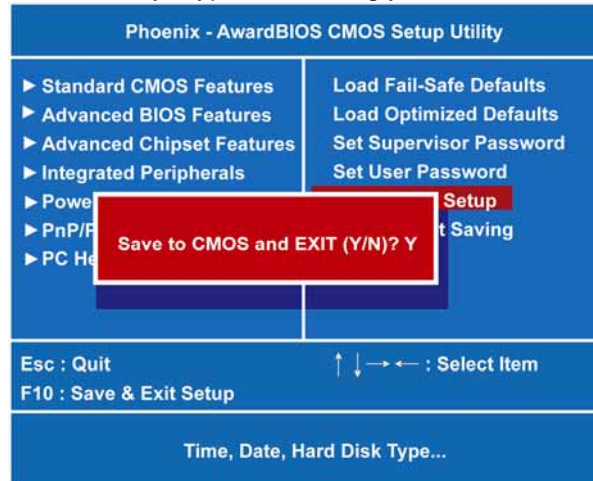 Phoenix - AwardBIOS CMOS Setup Utility
► Standard CMOS Features
► Advanced BIOS Features
► Advanced Chipset Features
► Integrated Peripherals
► Powe
► PnP/P
► PC He
Load Fail-Safe Defaults
Load Optimized Defaults
Set Supervisor Password
Set User Password
Setup
t Saving
Save to CMOS and EXIT (Y/N)? Y
Esc : Quit
F10 : Save & Exit Setup
↑ ↓ → ← : Select Item
Time, Date, Hard Disk Type...